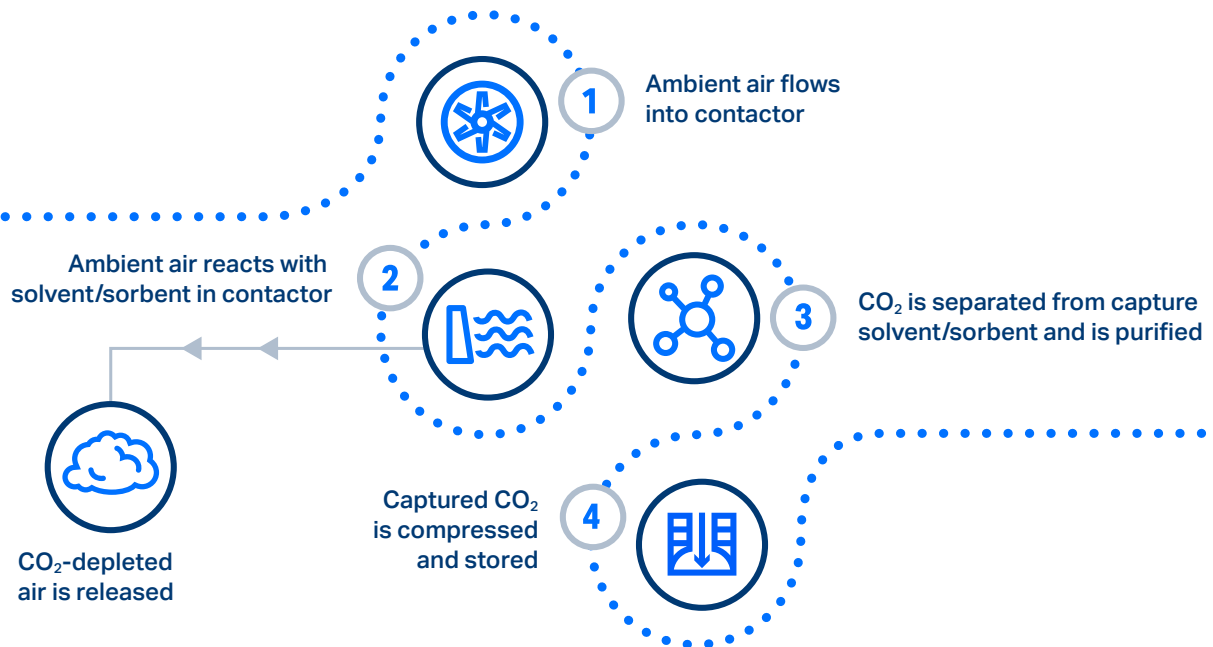 1
Ambient air flows
into contactor
2
Ambient air reacts with
solvent/sorbent in contactor
3
CO₂ is separated from capture
solvent/sorbent and is purified
CO₂-depleted
air is released
4
Captured CO₂
is compressed
and stored